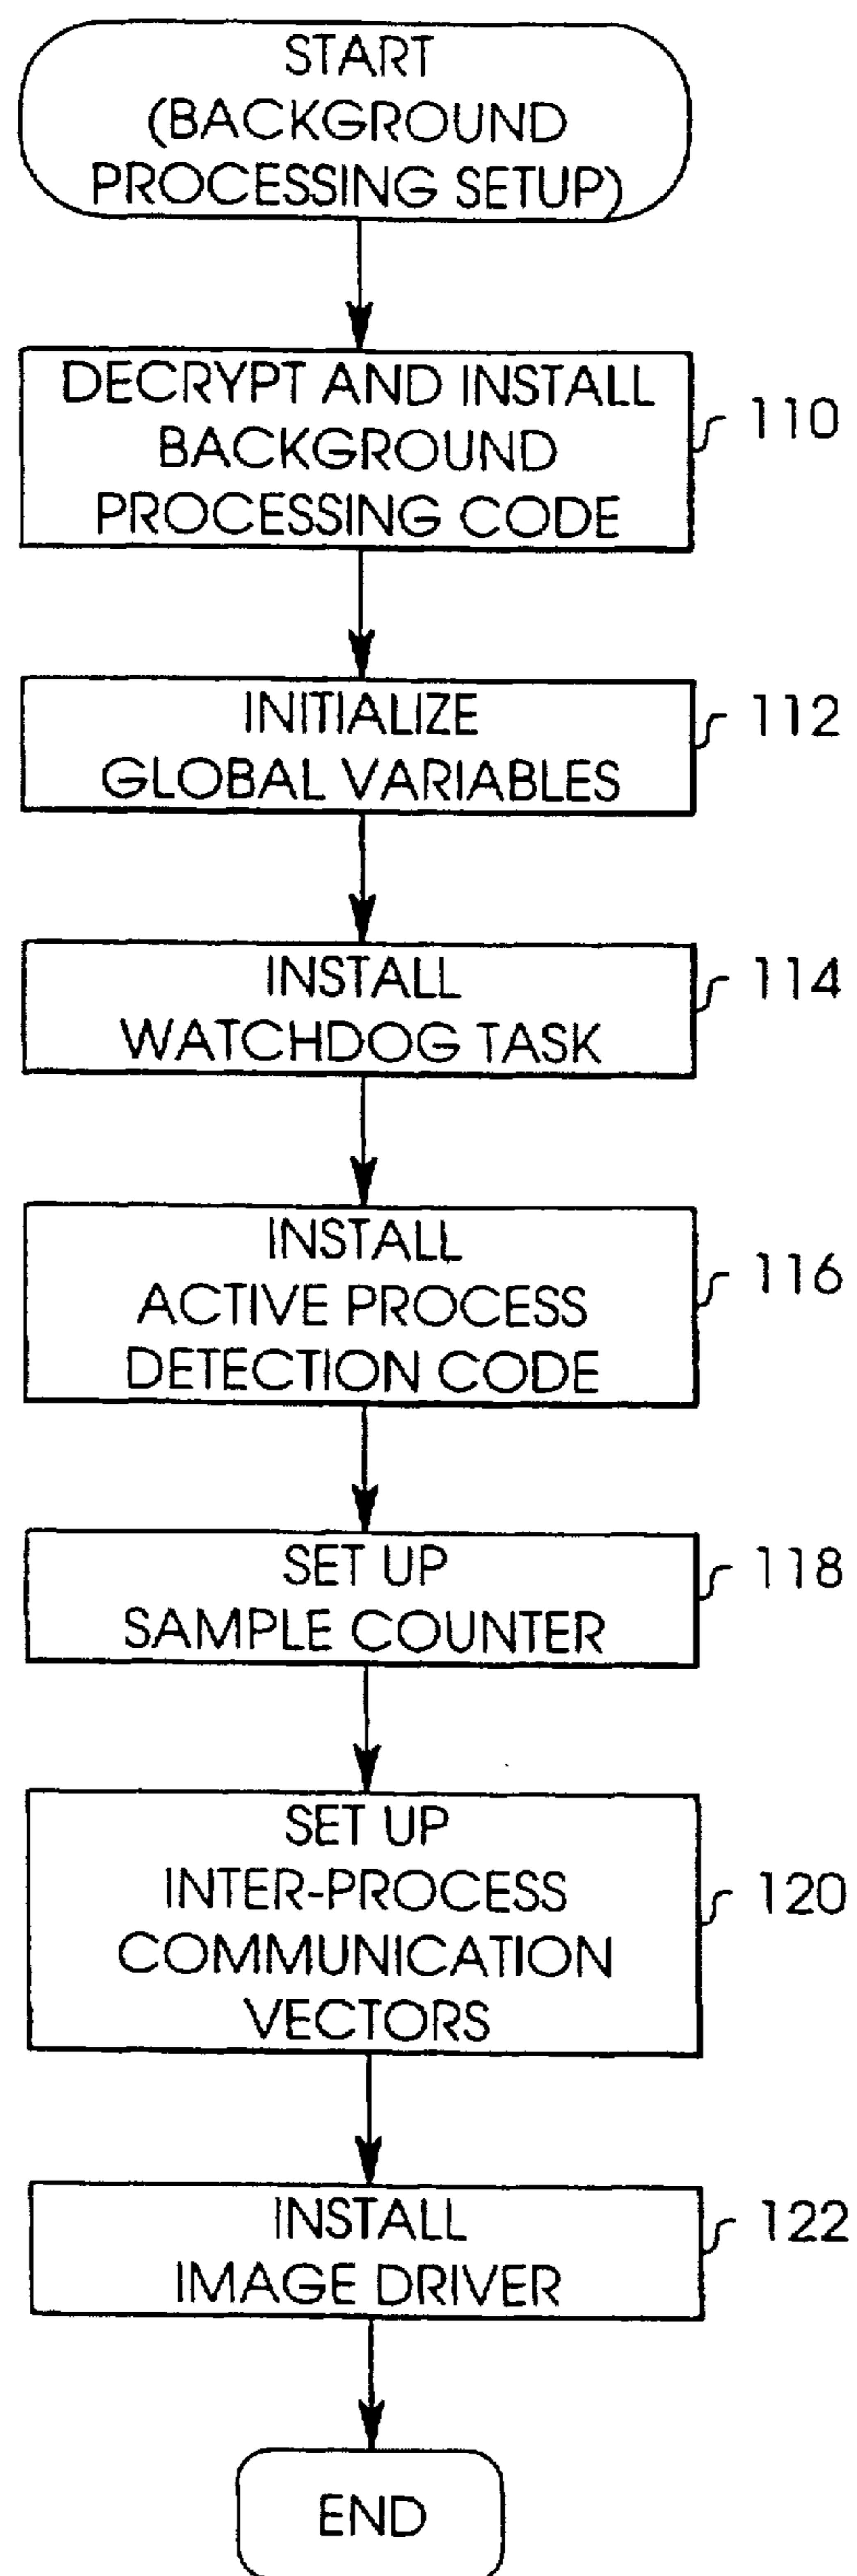 START
(BACKGROUND
PROCESSING SETUP)
DECRYPT AND INSTALL
BACKGROUND
PROCESSING CODE
110
INITIALIZE
GLOBAL VARIABLES
112
INSTALL
WATCHDOG TASK
114
INSTALL
ACTIVE PROCESS
DETECTION CODE
116
SET UP
SAMPLE COUNTER
118
SET UP
INTER-PROCESS
COMMUNICATION
VECTORS
120
INSTALL
IMAGE DRIVER
122
END